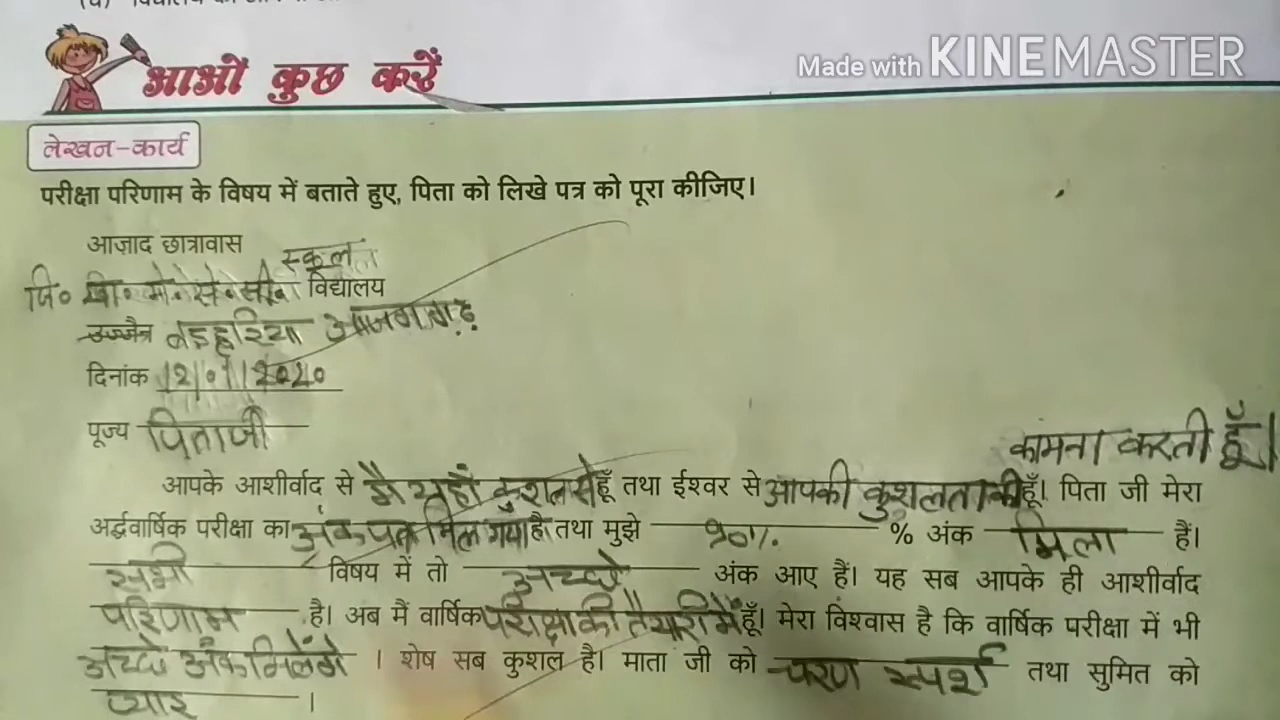 Made with KINEMASTER
आओं कुछ करें
लेखन-कार्य
परीक्षा परिणाम के विषय में बताते हुए, पिता को लिखे पत्र को पूरा कीजिए।
आज़ाद छात्रावास
स्कूल
जि० विद्यालय
उज्जैन आजमगढ़
दिनांक 12/01/2020
पूज्य पिताजी
कामना करती हूँ।
आपके आशीर्वाद से मै यहाँ कुशल से हूँ तथा ईश्वर से आपकी कुशलता की हूँ। पिता जी मेरा
अर्द्धवार्षिक परीक्षा का अंक पत्र मिल गया है तथा मुझे 90%. % अंक मिला हैं।
सभी विषय में तो अच्छे अंक आए हैं। यह सब आपके ही आशीर्वाद
परिणाम है। अब मैं वार्षिक परीक्षा की तैयारी में हूँ। मेरा विश्वास है कि वार्षिक परीक्षा में भी
अच्छे अंक मिलेंगे । शेष सब कुशल है। माता जी को चरण स्पर्श तथा सुमित को
प्यार ।